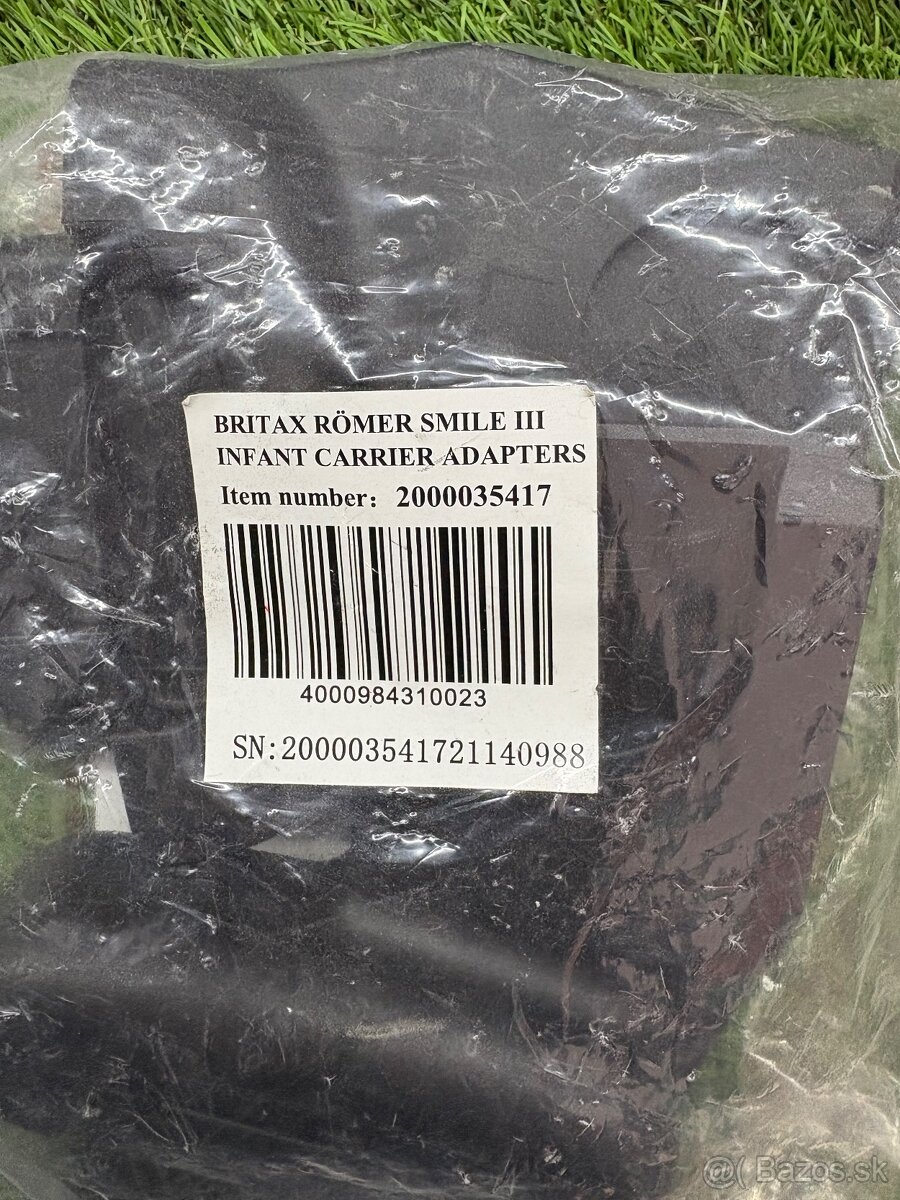 BRITAX RÖMER SMILE III
INFANT CARRIER ADAPTERS
Item number: 2000035417
4000984310023
SN:200003541721140988
@( Bazos.sk